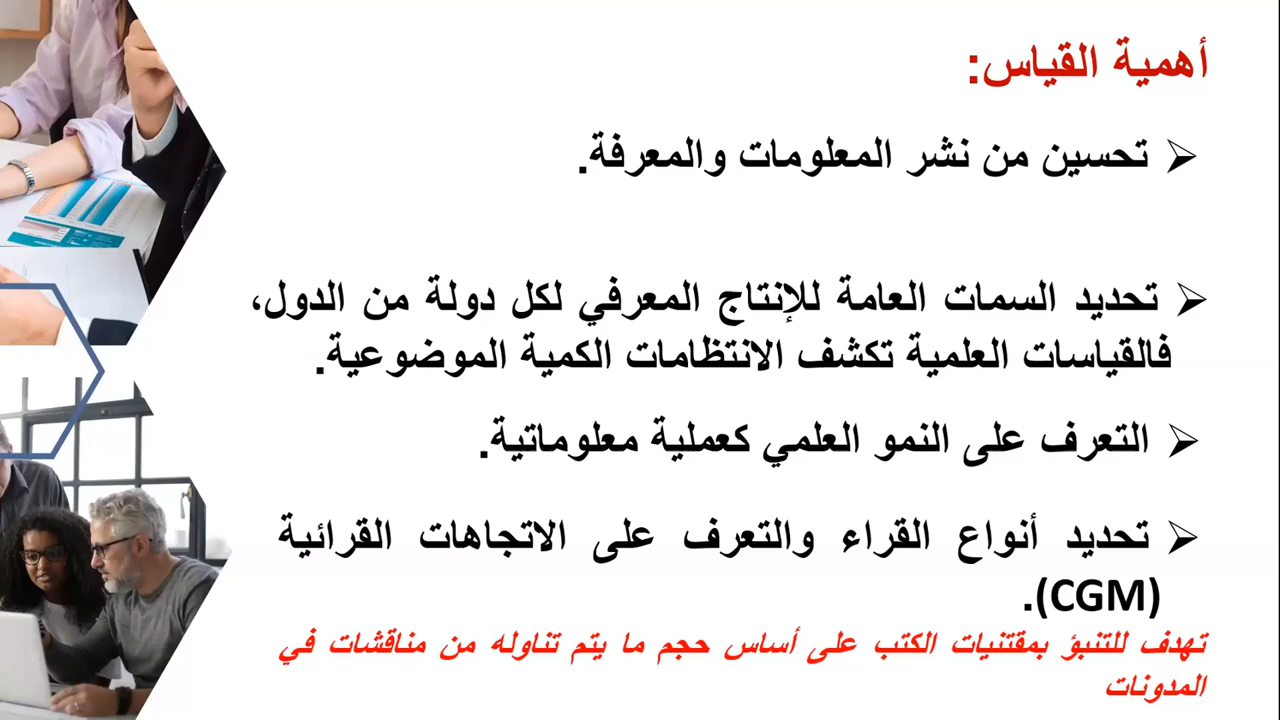 أهمية القياس:
⮚ تحسين من نشر المعلومات والمعرفة.
⮚ تحديد السمات العامة للإنتاج المعرفي لكل دولة من الدول،
فالقياسات العلمية تكشف الانتظامات الكمية الموضوعية.
⮚ التعرف على النمو العلمي كعملية معلوماتية.
⮚ تحديد أنواع القراء والتعرف على الاتجاهات القرائية
(CGM).
تهدف للتنبؤ بمقتنيات الكتب على أساس حجم ما يتم تناوله من مناقشات في
المدونات